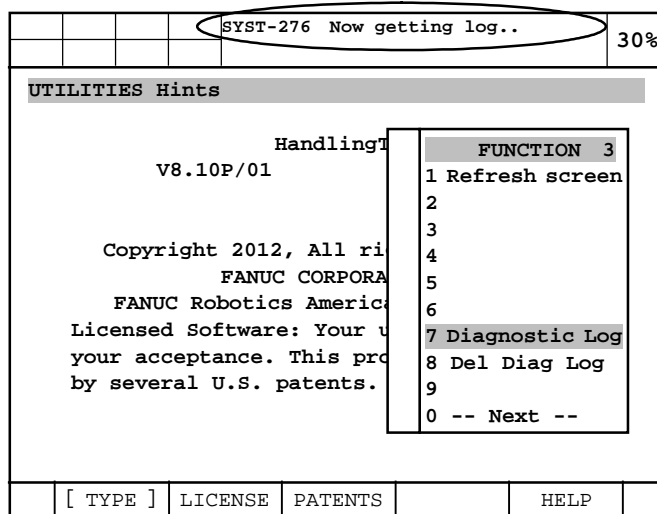 SYST-276 Now getting log..
30%
UTILITIES Hints
HandlingT
V8.10P/01
Copyright 2012, All ri
FANUC CORPORA
FANUC Robotics America
Licensed Software: Your u
your acceptance. This pro
by several U.S. patents.
FUNCTION 3
1 Refresh screen
2
3
4
5
6
7 Diagnostic Log
8 Del Diag Log
9
0 -- Next --
[ TYPE ] LICENSE PATENTS HELP